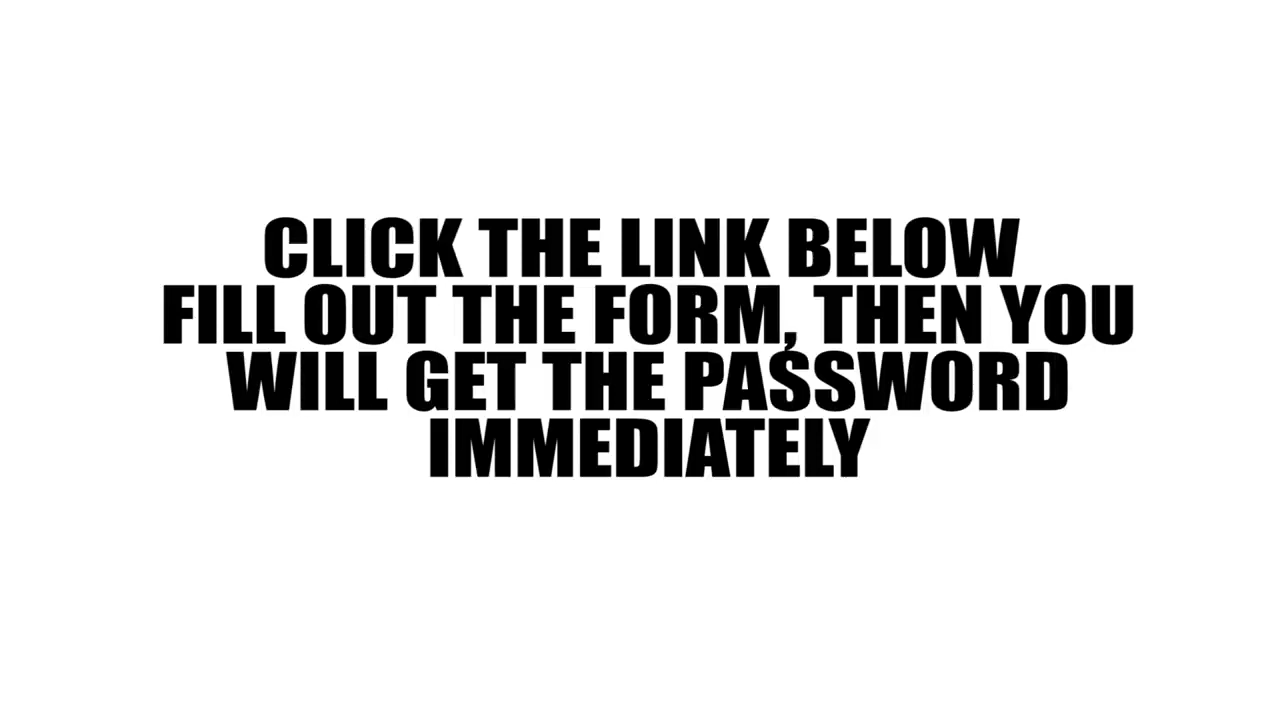 CLICK THE LINK BELOW
FILL OUT THE FORM, THEN YOU
WILL GET THE PASSWORD
IMMEDIATELY